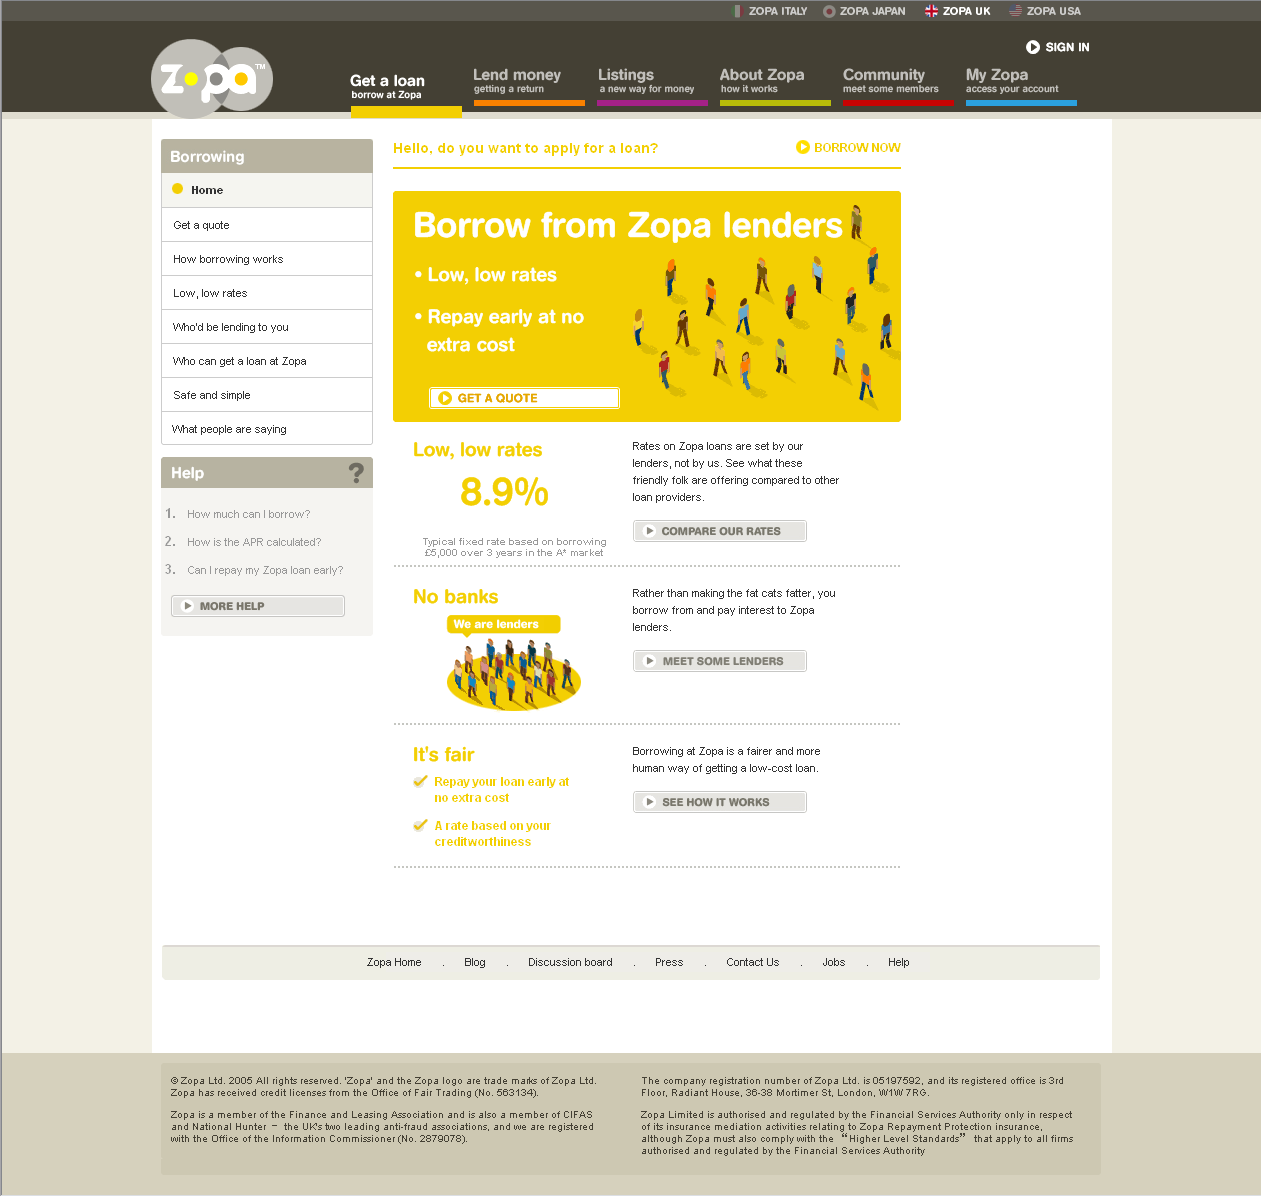 ZOPA ITALY ZOPA JAPAN ZOPA UK ZOPA USA
SIGN IN
zopa™
Get a loan
borrow at Zopa
Lend money
getting a return
Listings
a new way for money
About Zopa
how it works
Community
meet some members
My Zopa
access your account
Borrowing
Home
Get a quote
How borrowing works
Low, low rates
Who'd be lending to you
Who can get a loan at Zopa
Safe and simple
What people are saying
Help ?
1. How much can I borrow?
2. How is the APR calculated?
3. Can I repay my Zopa loan early?
MORE HELP
Hello, do you want to apply for a loan?
BORROW NOW
Borrow from Zopa lenders
• Low, low rates
• Repay early at no
extra cost
GET A QUOTE
Low, low rates
8.9%
Typical fixed rate based on borrowing
£5,000 over 3 years in the A* market
Rates on Zopa loans are set by our
lenders, not by us. See what these
friendly folk are offering compared to other
loan providers.
COMPARE OUR RATES
No banks
We are lenders
Rather than making the fat cats fatter, you
borrow from and pay interest to Zopa
lenders.
MEET SOME LENDERS
It's fair
Repay your loan early at
no extra cost
A rate based on your
creditworthiness
Borrowing at Zopa is a fairer and more
human way of getting a low-cost loan.
SEE HOW IT WORKS
Zopa Home . Blog . Discussion board . Press . Contact Us . Jobs . Help
© Zopa Ltd. 2005 All rights reserved. 'Zopa' and the Zopa logo are trade marks of Zopa Ltd.
Zopa has received credit licenses from the Office of Fair Trading (No. 563134).
Zopa is a member of the Finance and Leasing Association and is also a member of CIFAS
and National Hunter – the UK's two leading anti-fraud associations, and we are registered
with the Office of the Information Commissioner (No. 2879078).
The company registration number of Zopa Ltd. is 05197592, and its registered office is 3rd
Floor, Radiant House, 36-38 Mortimer St, London, W1W 7RG.
Zopa Limited is authorised and regulated by the Financial Services Authority only in respect
of its insurance mediation activities relating to Zopa Repayment Protection insurance,
although Zopa must also comply with the “Higher Level Standards” that apply to all firms
authorised and regulated by the Financial Services Authority